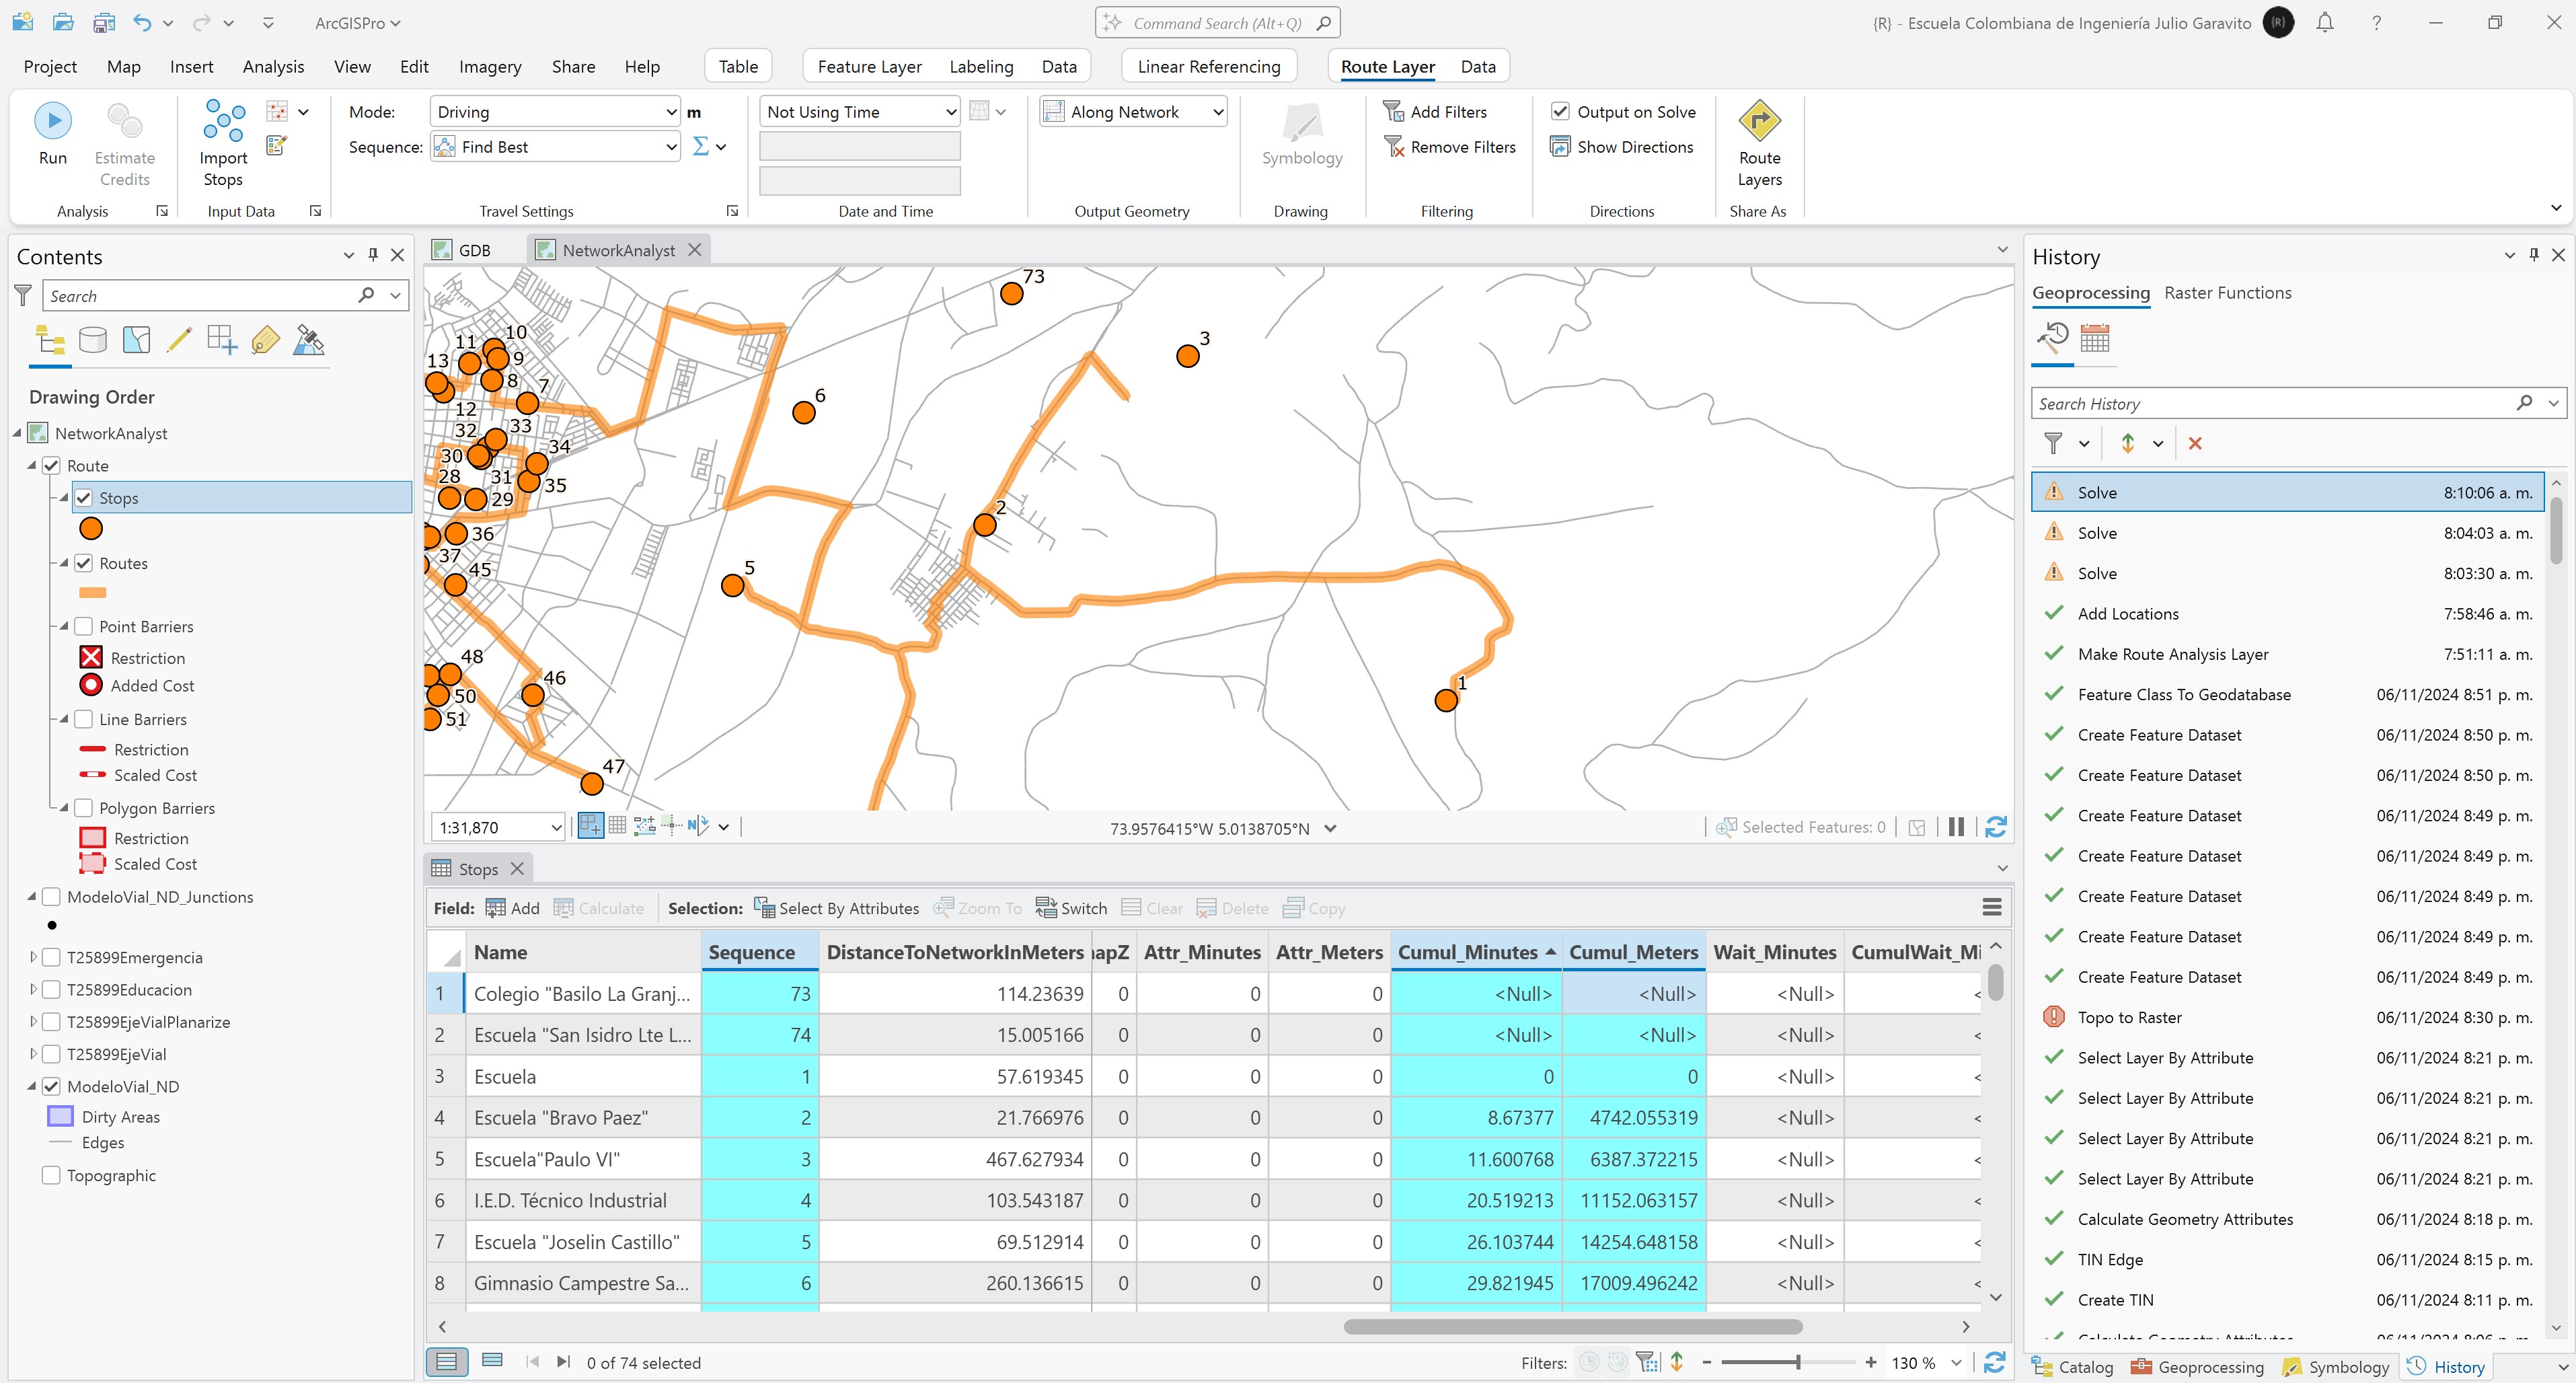 ArcGISPro
Command Search (Alt+Q)
{R} - Escuela Colombiana de Ingeniería Julio Garavito
{R}
Project Map Insert Analysis View Edit Imagery Share Help Table Feature Layer Labeling Data Linear Referencing Route Layer Data
Run
Estimate Credits
Analysis
Import Stops
Input Data
Mode: Driving m
Sequence: Find Best
Travel Settings
Not Using Time
Date and Time
Along Network
Output Geometry
Symbology
Drawing
Add Filters
Remove Filters
Filtering
Output on Solve
Show Directions
Directions
Route Layers
Share As
Contents
Search
Drawing Order
NetworkAnalyst
Route
Stops
Routes
Point Barriers
Restriction
Added Cost
Line Barriers
Restriction
Scaled Cost
Polygon Barriers
Restriction
Scaled Cost
ModeloVial_ND_Junctions
T25899Emergencia
T25899Educacion
T25899EjeVialPlanarize
T25899EjeVial
ModeloVial_ND
Dirty Areas
Edges
Topographic
GDB NetworkAnalyst
73
10
11
3
13
9
8
7
6
12
33
32
34
30
31
28
35
29
2
36
37
5
45
48
46
1
50
51
47
1:31,870
73.9576415°W 5.0138705°N
Selected Features: 0
Stops
Field: Add Calculate Selection: Select By Attributes Zoom To Switch Clear Delete Copy
Name Sequence DistanceToNetworkInMeters apZ Attr_Minutes Attr_Meters Cumul_Minutes Cumul_Meters Wait_Minutes CumulWait_Mi
1 Colegio "Basilo La Granj... 73 114.23639 0 0 0 <Null> <Null> <Null> <
2 Escuela "San Isidro Lte L... 74 15.005166 0 0 0 <Null> <Null> <Null> <
3 Escuela 1 57.619345 0 0 0 0 0 <Null> <
4 Escuela "Bravo Paez" 2 21.766976 0 0 0 8.67377 4742.055319 <Null> <
5 Escuela"Paulo VI" 3 467.627934 0 0 0 11.600768 6387.372215 <Null> <
6 I.E.D. Técnico Industrial 4 103.543187 0 0 0 20.519213 11152.063157 <Null> <
7 Escuela "Joselin Castillo" 5 69.512914 0 0 0 26.103744 14254.648158 <Null> <
8 Gimnasio Campestre Sa... 6 260.136615 0 0 0 29.821945 17009.496242 <Null> <
0 of 74 selected
Filters: 130 %
History
Geoprocessing Raster Functions
Search History
Solve 8:10:06 a. m.
Solve 8:04:03 a. m.
Solve 8:03:30 a. m.
Add Locations 7:58:46 a. m.
Make Route Analysis Layer 7:51:11 a. m.
Feature Class To Geodatabase 06/11/2024 8:51 p. m.
Create Feature Dataset 06/11/2024 8:50 p. m.
Create Feature Dataset 06/11/2024 8:50 p. m.
Create Feature Dataset 06/11/2024 8:49 p. m.
Create Feature Dataset 06/11/2024 8:49 p. m.
Create Feature Dataset 06/11/2024 8:49 p. m.
Create Feature Dataset 06/11/2024 8:49 p. m.
Create Feature Dataset 06/11/2024 8:49 p. m.
Topo to Raster 06/11/2024 8:30 p. m.
Select Layer By Attribute 06/11/2024 8:21 p. m.
Select Layer By Attribute 06/11/2024 8:21 p. m.
Select Layer By Attribute 06/11/2024 8:21 p. m.
Select Layer By Attribute 06/11/2024 8:21 p. m.
Calculate Geometry Attributes 06/11/2024 8:18 p. m.
TIN Edge 06/11/2024 8:15 p. m.
Create TIN 06/11/2024 8:11 p. m.
Calculate Geometry Attributes 06/11/2024 8:06 p. m.
Catalog Geoprocessing Symbology History